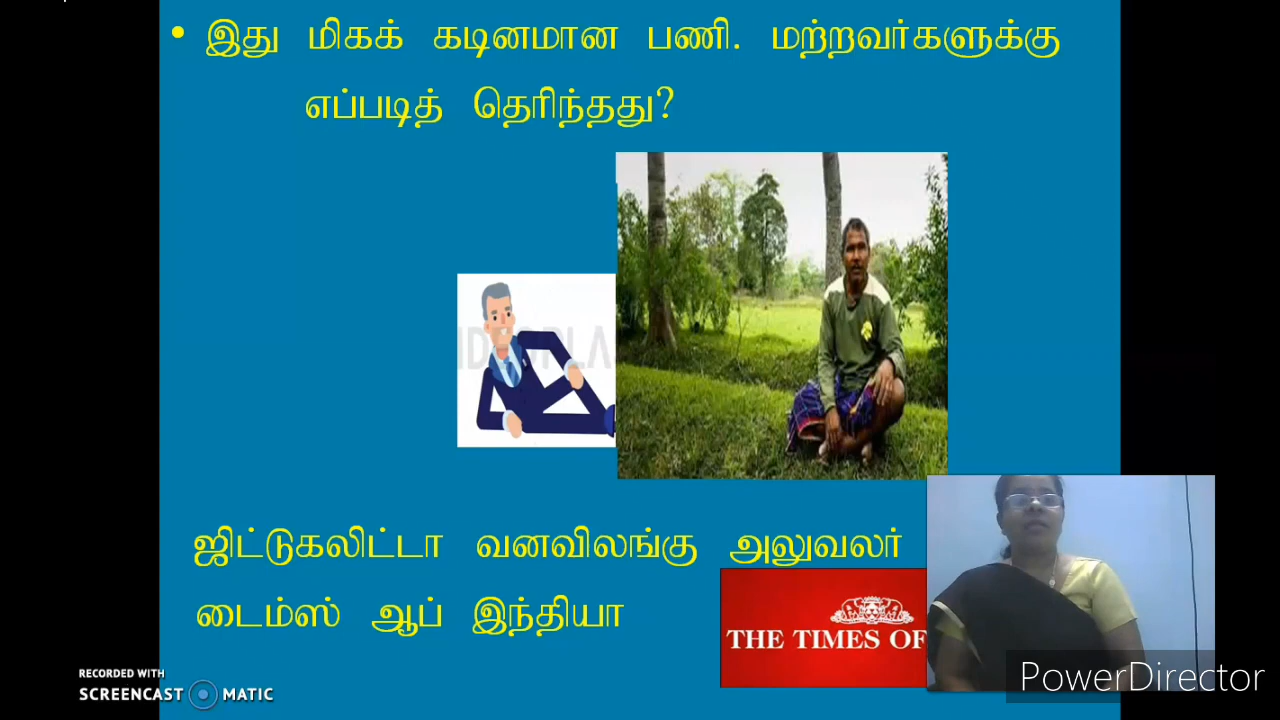 • இது மிகக் கடினமான பணி. மற்றவர்களுக்கு
எப்படித் தெரிந்தது?
ஜிட்டுகலிட்டா வனவிலங்கு அலுவலர்
டைம்ஸ் ஆப் இந்தியா
THE TIMES OF
RECORDED WITH
SCREENCAST MATIC
PowerDirector